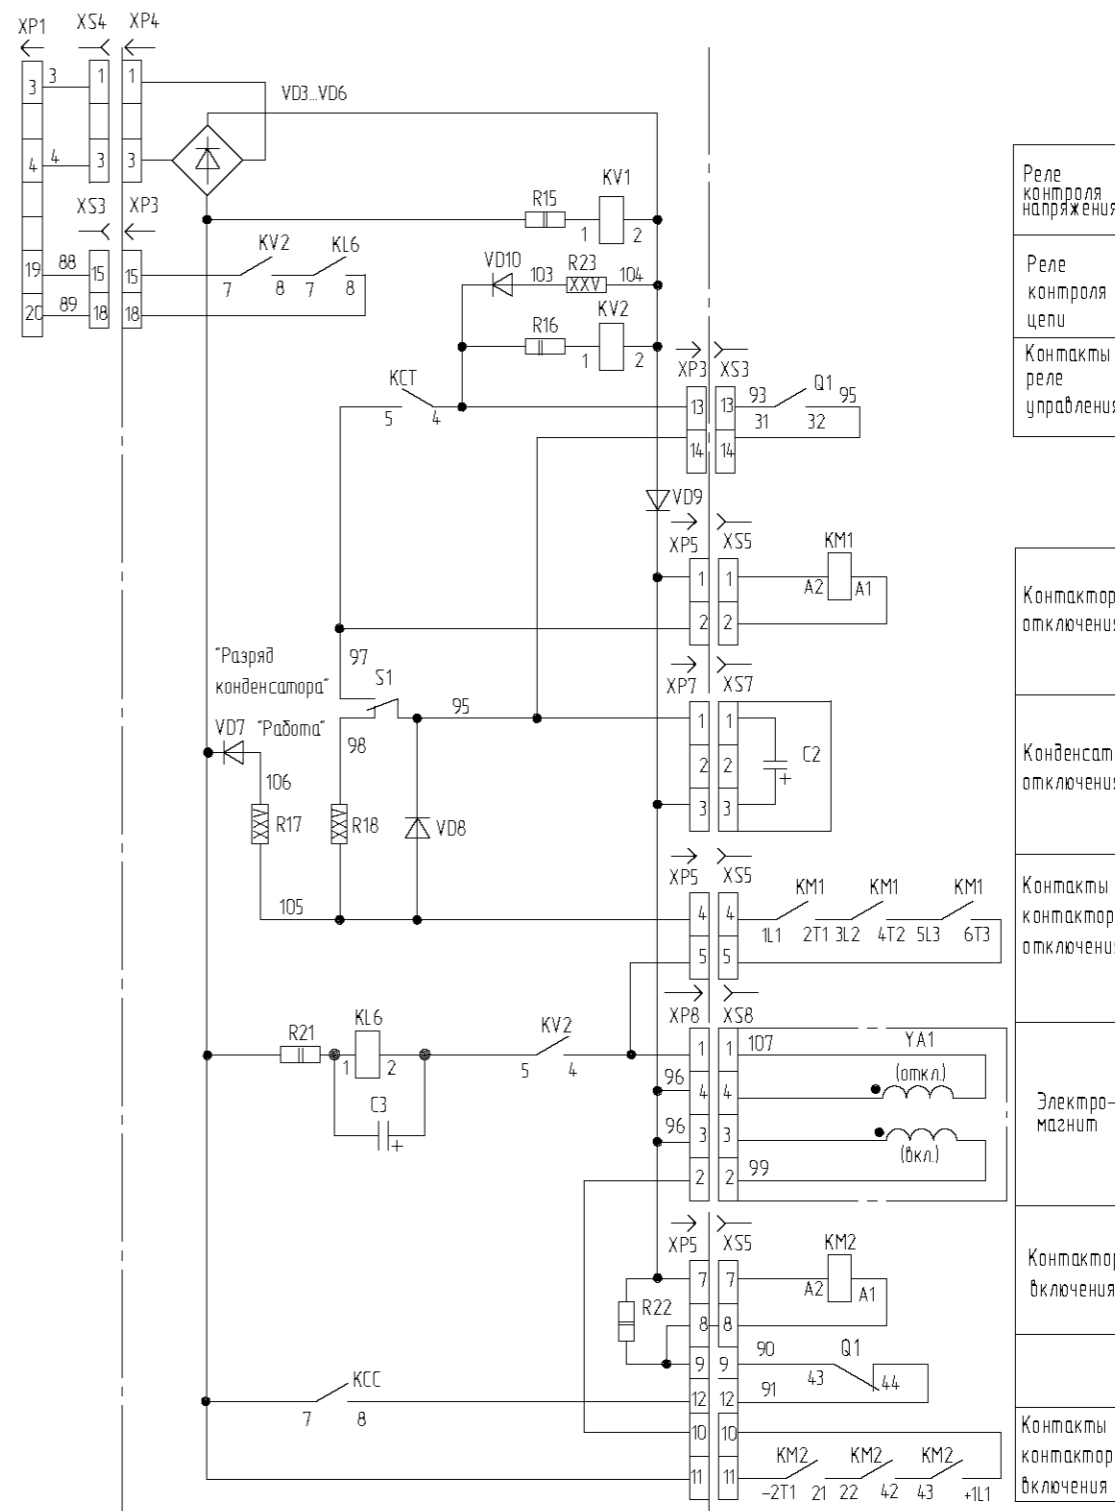 XP1 XS4 XP4
3 3 1 1
VD3...VD6
4 4 3 3
XS3 XP3
KV1
R15
1 2
19 88 15 15
KV2 KL6
7 8 7 8
20 89 18 18
VD10 103 R23 104
XXV
KV2
R16
1 2
XP3 XS3
KCT
5 4
13 13 93 Q1 95
31 32
14 14
VD9
XP5 XS5
KM1
1 1 A2 A1
2 2
97
"Разряд
конденсатора"
S1
XP7 XS7
VD7 "Работа"
95
1 1
98
2 2 C2
+
106
3 3
XXV R17 XXV R18 VD8
XP5 XS5
105
4 4 KM1 KM1 KM1
1L1 2T1 3L2 4T2 5L3 6T3
5 5
XP8 XS8
R21 KL6 KV2
1 2 5 4
1 1 107 YA1
(откл.)
96 4 4
C3
+
96 3 3
(вкл.)
2 2 99
XP5 XS5
KM2
7 7 A2 A1
R22
8 8
9 9 90 Q1
43 44
KCC
7 8
12 12 91
10 10
11 11 KM2 KM2 KM2
-2T1 21 22 42 43 +1L1
Реле
контроля
напряжения
Реле
контроля
цепи
Контакты
реле
управления
Контактор
отключения
Конденсат
отключения
Контакты
контактор
отключения
Электро-
магнит
Контактор
включения
Контакты
контактор
включения